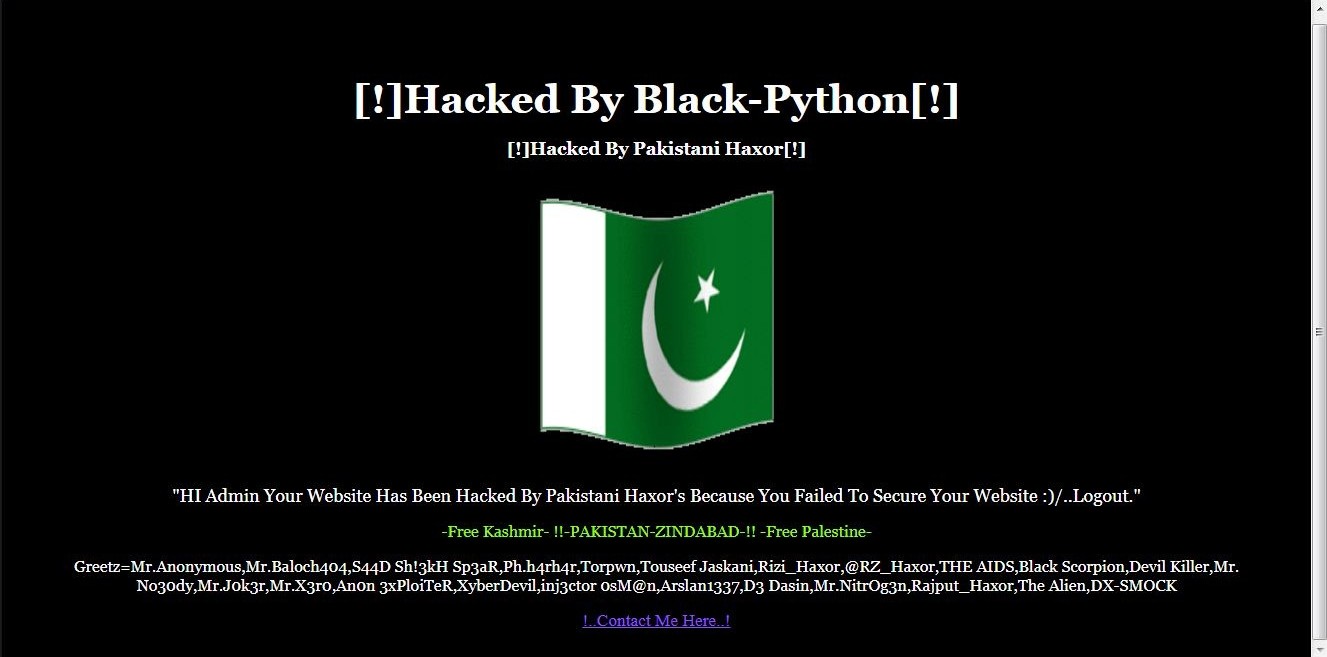 [!]Hacked By Black-Python[!]
[!]Hacked By Pakistani Haxor[!]
"HI Admin Your Website Has Been Hacked By Pakistani Haxor's Because You Failed To Secure Your Website :)/..Logout."
-Free Kashmir- !!-PAKISTAN-ZINDABAD-!! -Free Palestine-
Greetz=Mr.Anonymous,Mr.Baloch404,S44D Sh!3kH Sp3aR,Ph.h4rh4r,Torpwn,Touseef Jaskani,Rizi_Haxor,@RZ_Haxor,THE AIDS,Black Scorpion,Devil Killer,Mr.
No30dy,Mr.J0k3r,Mr.X3r0,An0n 3xPloiTeR,XyberDevil,inj3ctor 0sM@n,Arslan1337,D3 Dasin,Mr.NitrOg3n,Rajput_Haxor,The Alien,DX-SMOCK
!..Contact Me Here..!